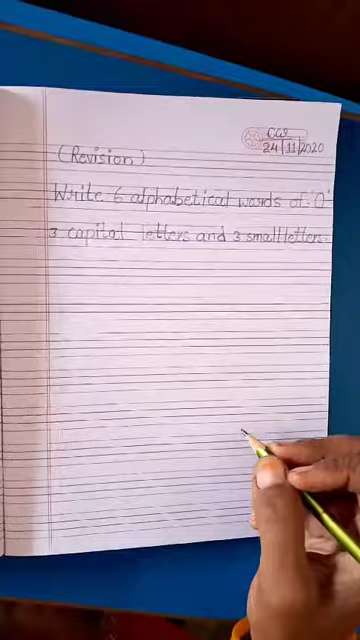 CW
24/11/2020
(Revision)
Write 6 alphabetical words of "O"
3 capital letters and 3 small letters.